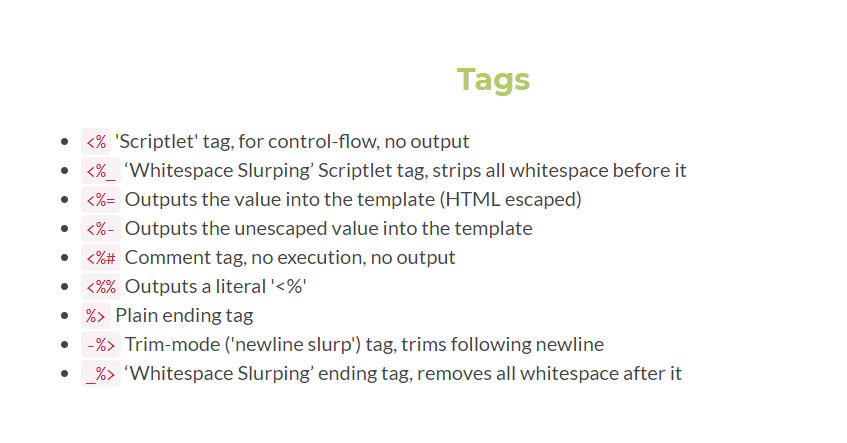 Tags
<% 'Scriptlet' tag, for control-flow, no output
<%_ ‘Whitespace Slurping’ Scriptlet tag, strips all whitespace before it
<%= Outputs the value into the template (HTML escaped)
<%- Outputs the unescaped value into the template
<%# Comment tag, no execution, no output
<%% Outputs a literal '<%'
%> Plain ending tag
-%> Trim-mode ('newline slurp') tag, trims following newline
_%> ‘Whitespace Slurping’ ending tag, removes all whitespace after it